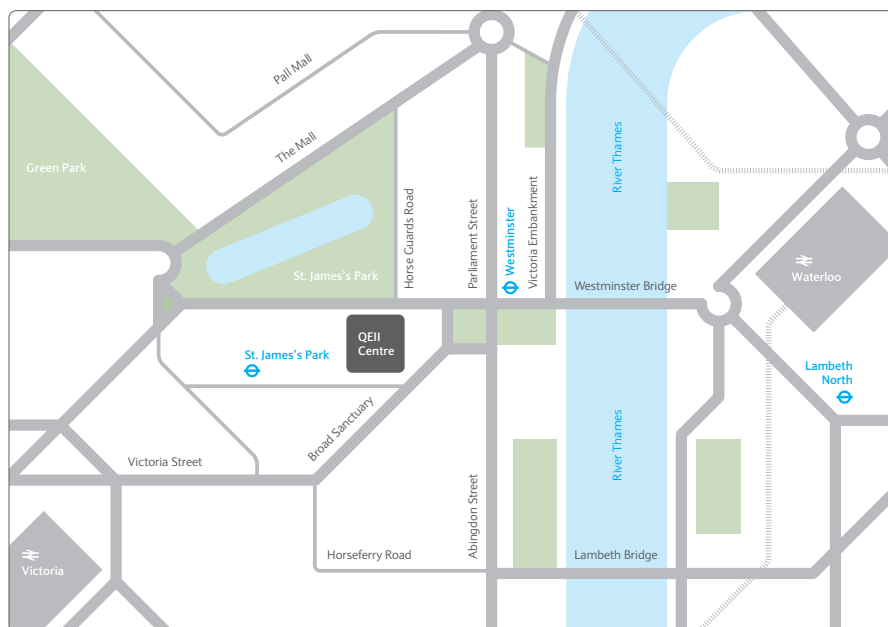 Pall Mall
The Mall
Green Park
River Thames
Horse Guards Road
Parliament Street
Westminster
Victoria Embankment
St. James's Park
Waterloo
Westminster Bridge
QEII
Centre
St. James's Park
Lambeth
North
Broad Sanctuary
River Thames
Victoria Street
Abingdon Street
Horseferry Road
Lambeth Bridge
Victoria